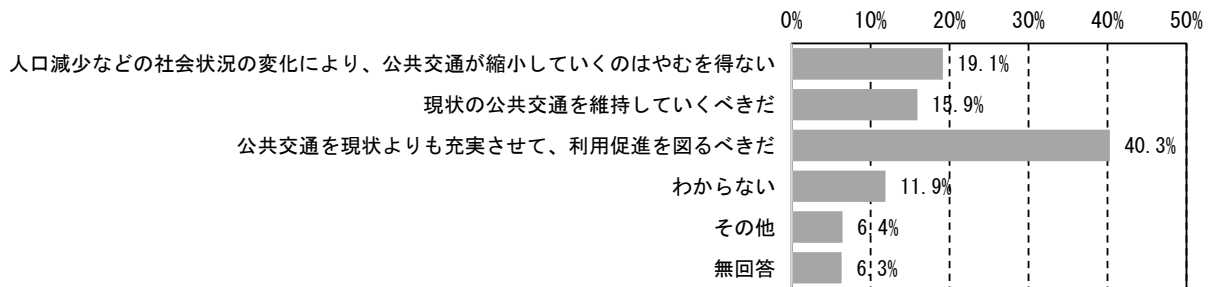 0% 10% 20% 30% 40% 50%
人口減少などの社会状況の変化により、公共交通が縮小していくのはやむを得ない 19.1%
現状の公共交通を維持していくべきだ 15.9%
公共交通を現状よりも充実させて、利用促進を図るべきだ 40.3%
わからない 11.9%
その他 6.4%
無回答 6.3%